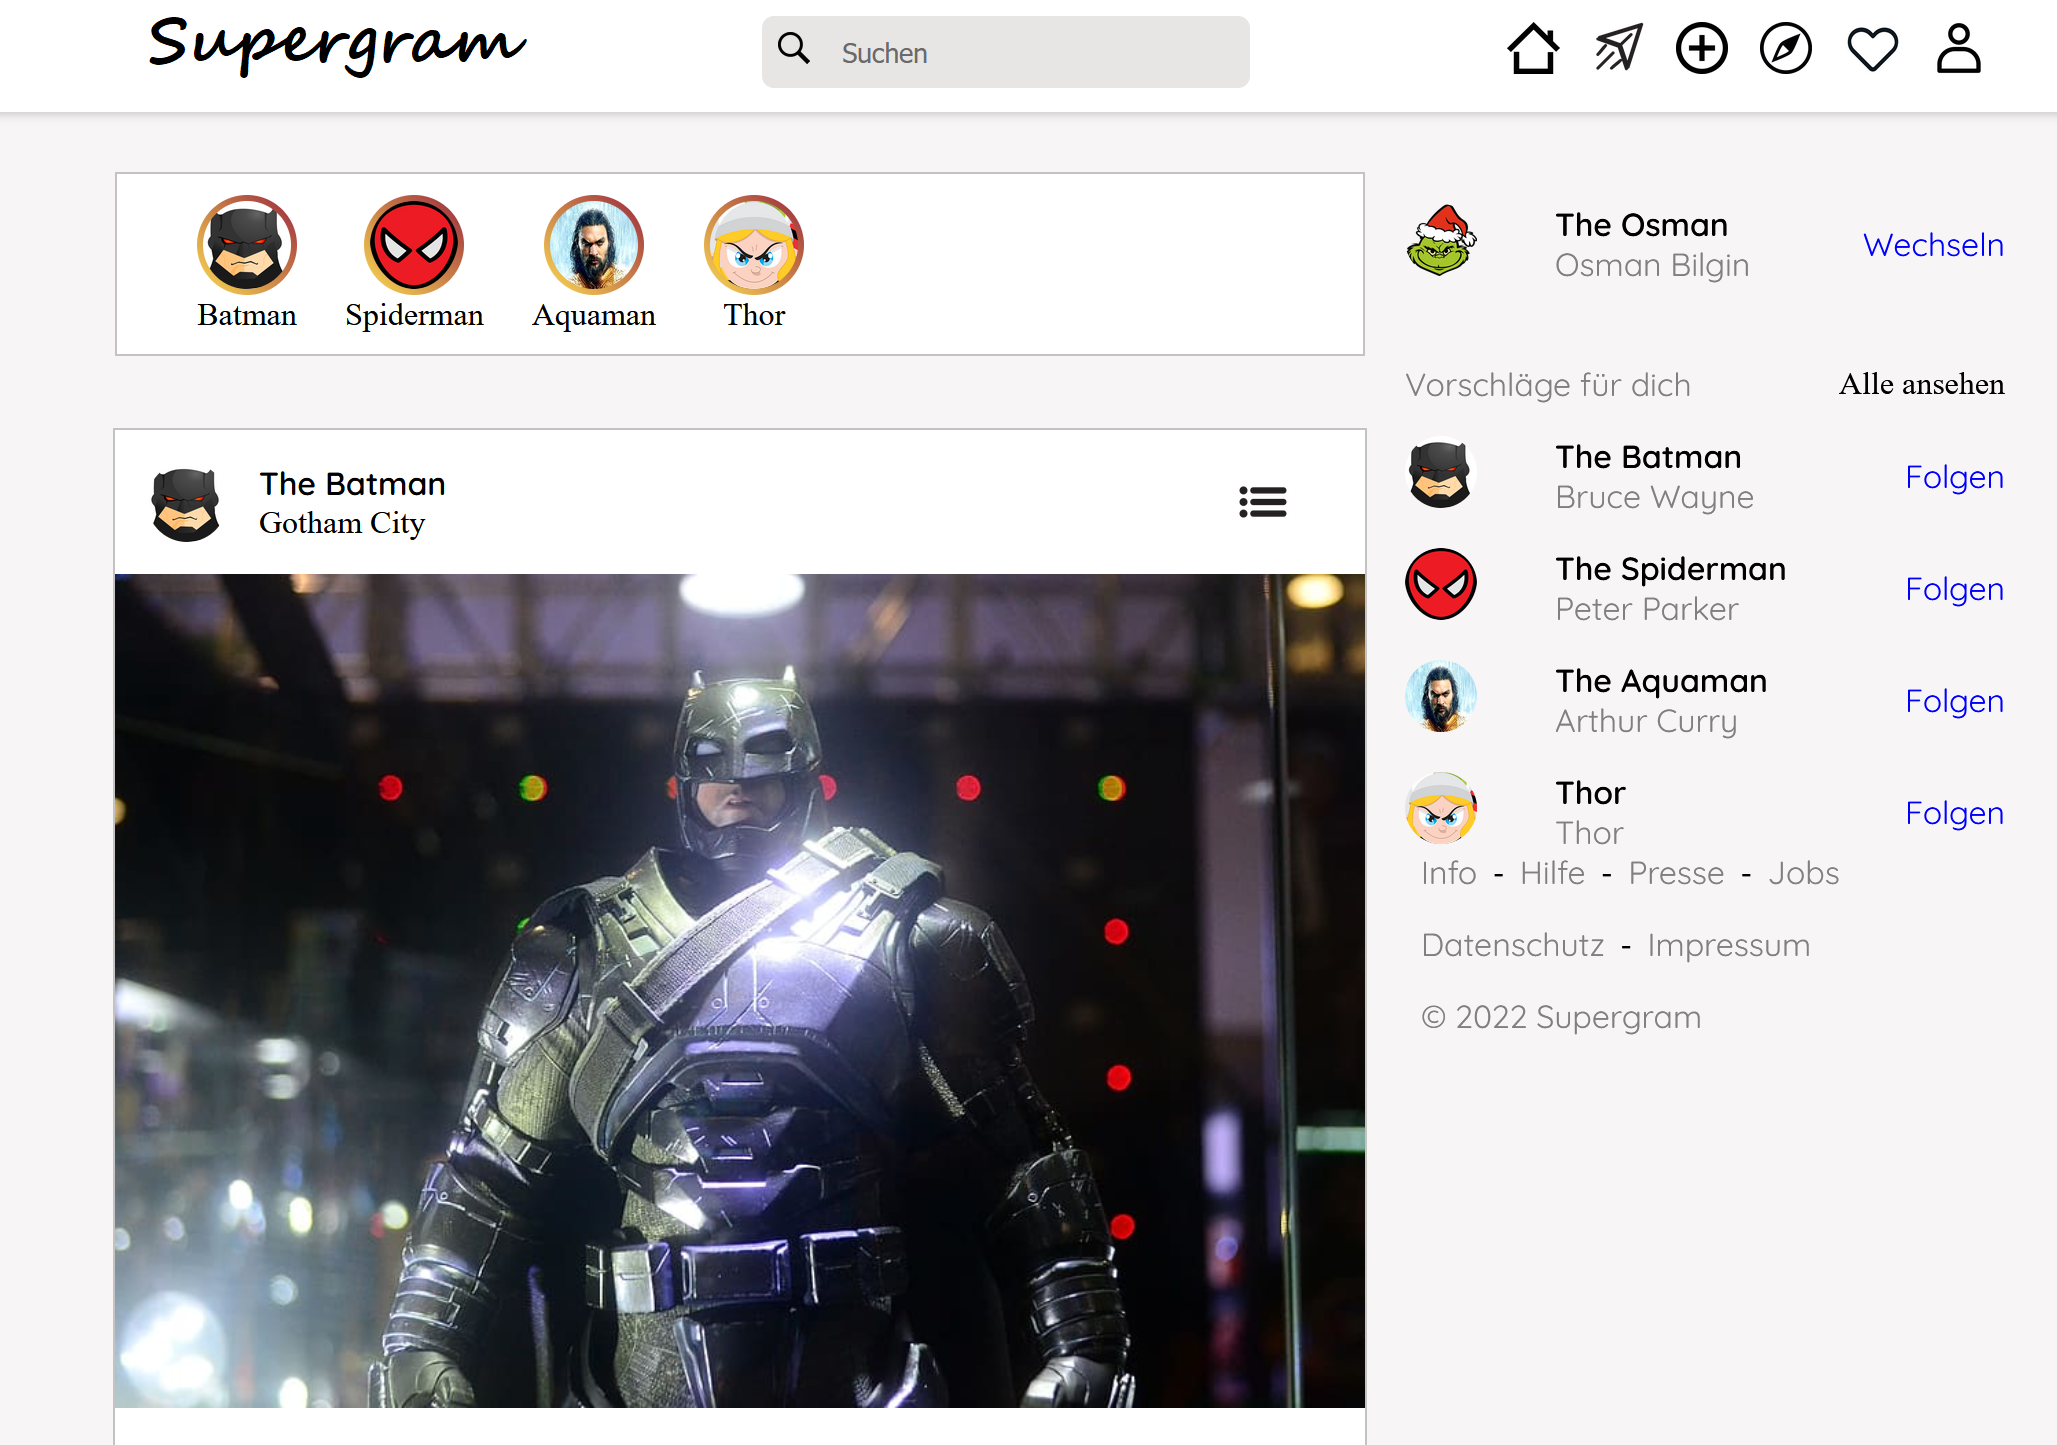 Supergram
Suchen
Batman
Spiderman
Aquaman
Thor
The Osman
Osman Bilgin
Wechseln
Vorschläge für dich
Alle ansehen
The Batman
Gotham City
The Batman
Bruce Wayne
Folgen
The Spiderman
Peter Parker
Folgen
The Aquaman
Arthur Curry
Folgen
Thor
Thor
Folgen
Info - Hilfe - Presse - Jobs
Datenschutz - Impressum
© 2022 Supergram